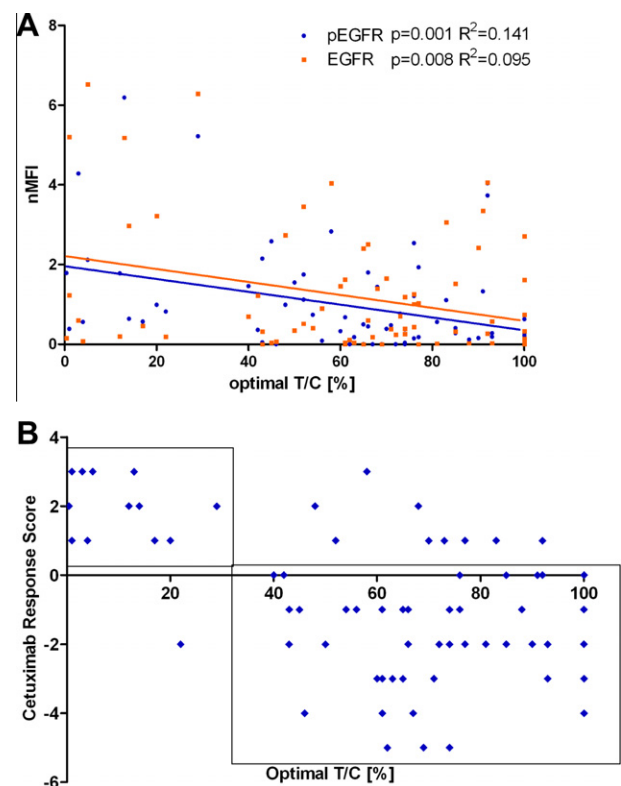 A
8
pEGFR p=0.001 R²=0.141
EGFR p=0.008 R²=0.095
6
nMFI
4
2
0
0 20 40 60 80 100
optimal T/C [%]
B
4
2
Cetuximab Response Score
0
20 40 60 80 100
-2
-4
Optimal T/C [%]
-6